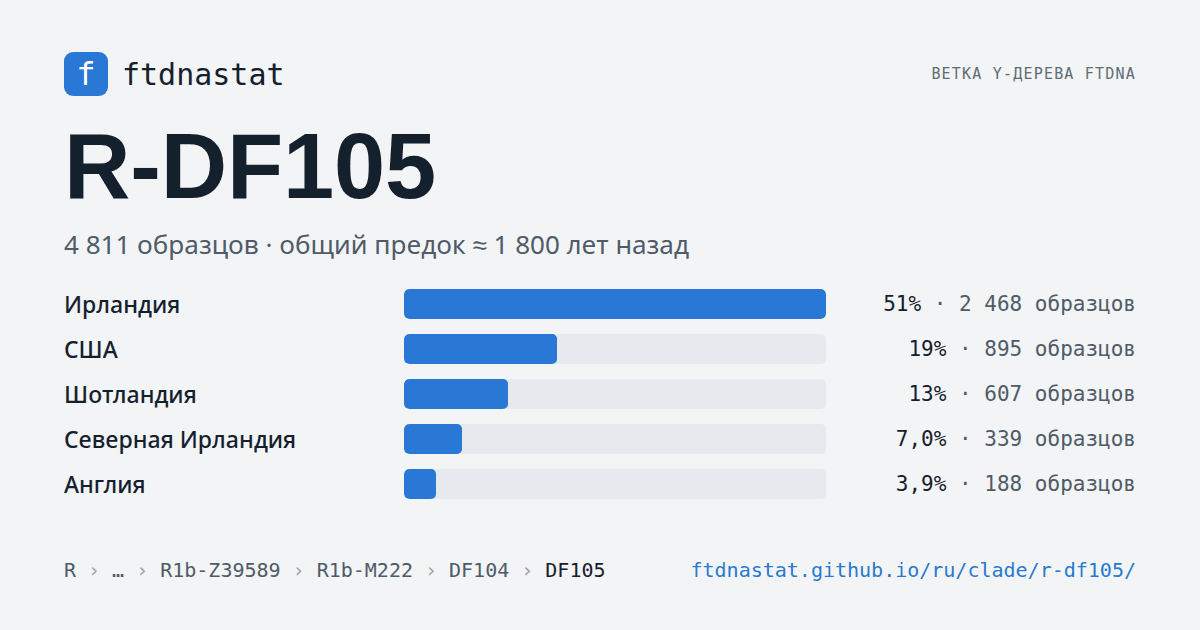 f ftdnastat
ВЕТКА Y-ДЕРЕВА FTDNA
R-DF105
4 811 образцов · общий предок ≈ 1 800 лет назад
Ирландия 51% · 2 468 образцов
США 19% · 895 образцов
Шотландия 13% · 607 образцов
Северная Ирландия 7,0% · 339 образцов
Англия 3,9% · 188 образцов
R › … › R1b-Z39589 › R1b-M222 › DF104 › DF105
ftdnastat.github.io/ru/clade/r-df105/